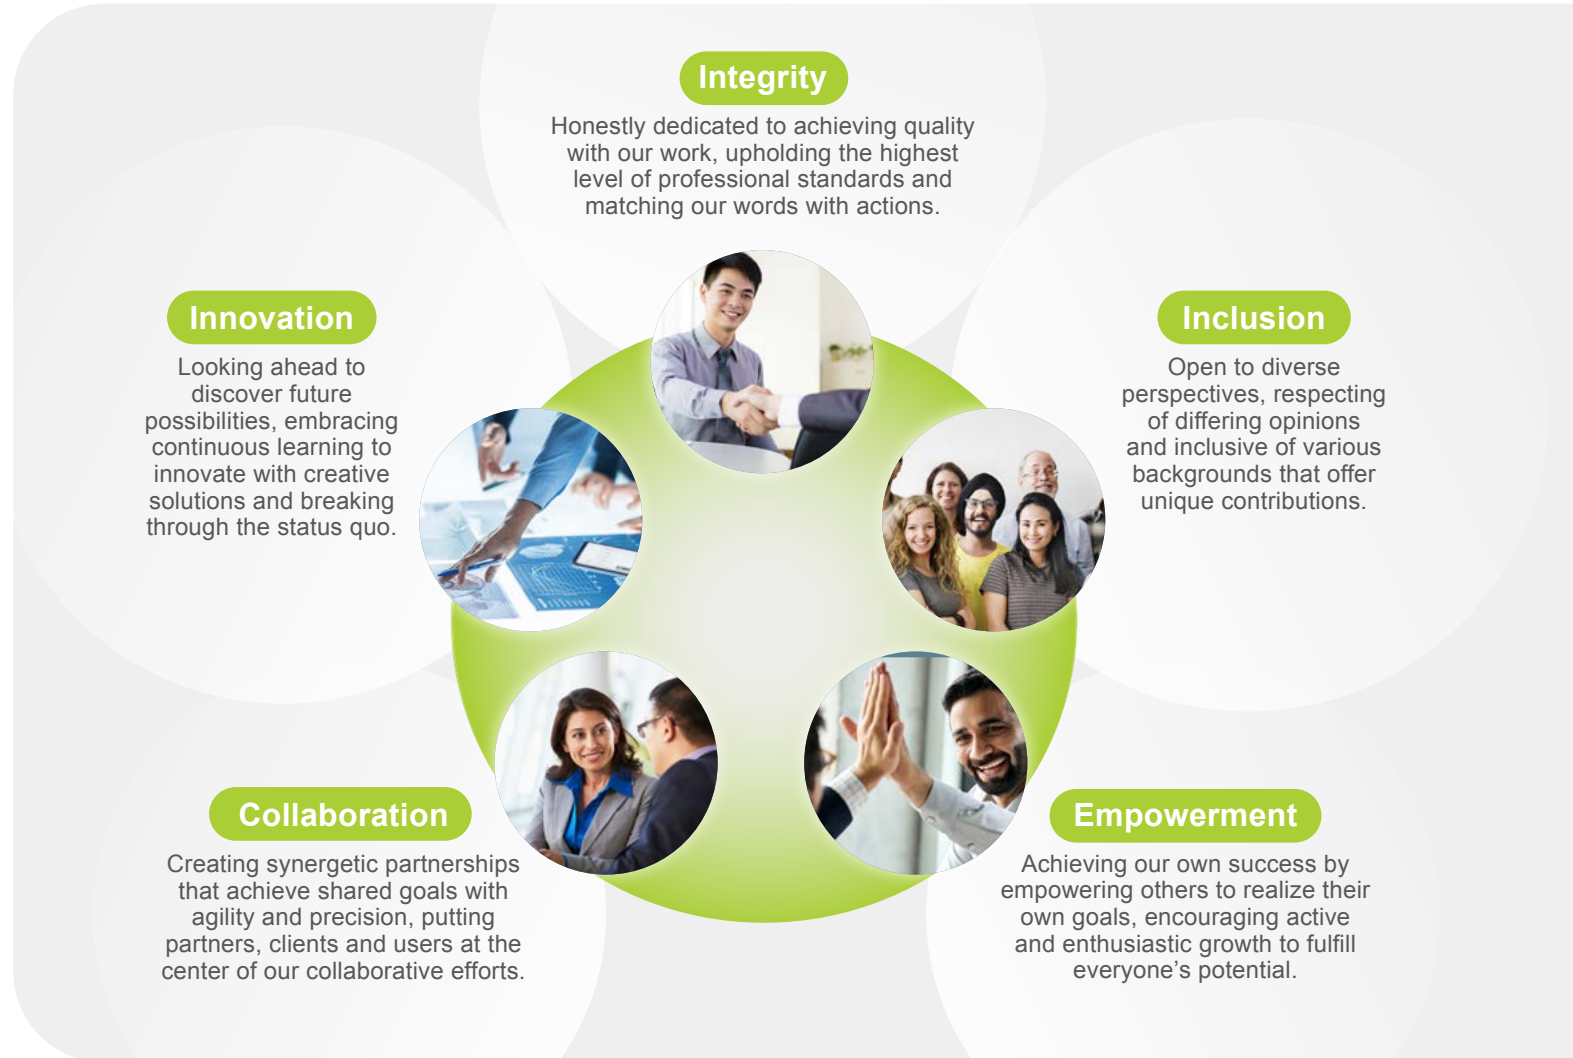 Integrity
Honestly dedicated to achieving quality
with our work, upholding the highest
level of professional standards and
matching our words with actions.
Innovation
Looking ahead to
discover future
possibilities, embracing
continuous learning to
innovate with creative
solutions and breaking
through the status quo.
Inclusion
Open to diverse
perspectives, respecting
of differing opinions
and inclusive of various
backgrounds that offer
unique contributions.
Collaboration
Creating synergetic partnerships
that achieve shared goals with
agility and precision, putting
partners, clients and users at the
center of our collaborative efforts.
Empowerment
Achieving our own success by
empowering others to realize their
own goals, encouraging active
and enthusiastic growth to fulfill
everyone’s potential.